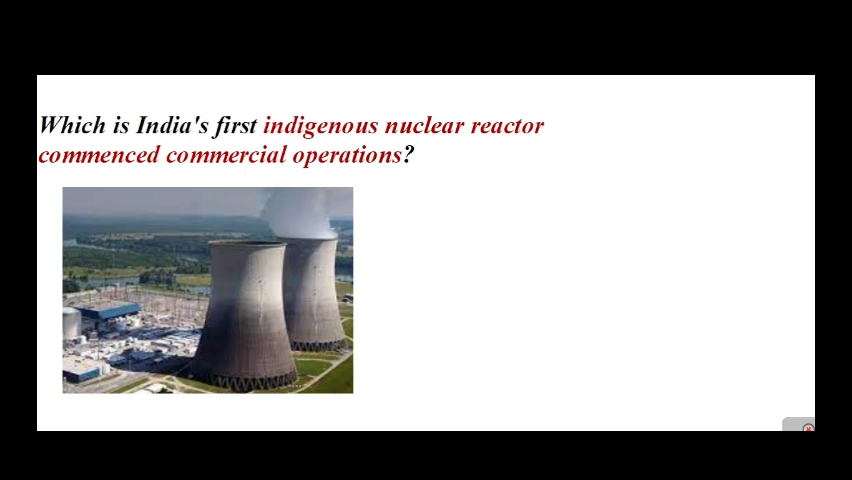 Which is India's first indigenous nuclear reactor
commenced commercial operations?